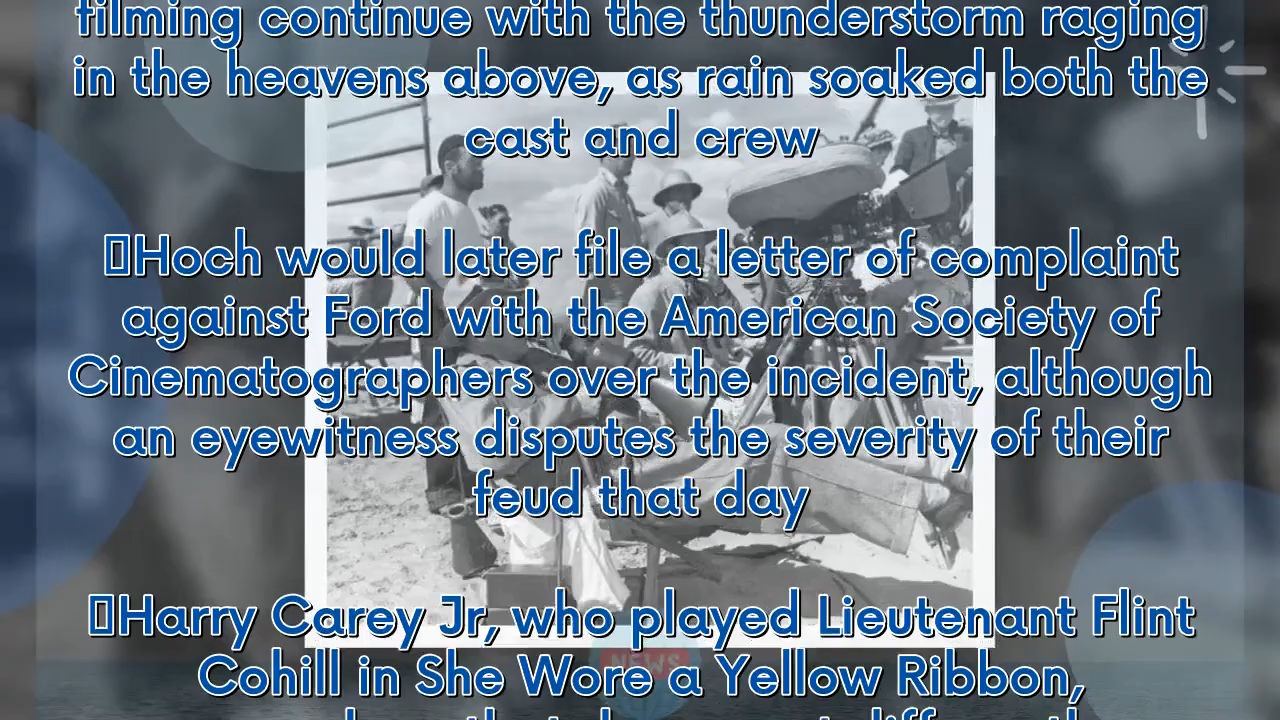 filming continue with the thunderstorm raging
in the heavens above, as rain soaked both the
cast and crew
Hoch would later file a letter of complaint
against Ford with the American Society of
Cinematographers over the incident, although
an eyewitness disputes the severity of their
feud that day
Harry Carey Jr, who played Lieutenant Flint
NEWS
Cohill in She Wore a Yellow Ribbon,